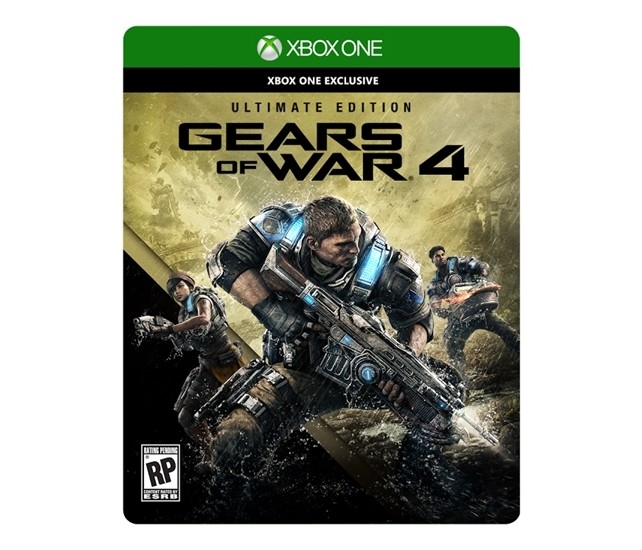 XBOX ONE
XBOX ONE EXCLUSIVE
ULTIMATE EDITION
GEARS
OF WAR 4
RATING PENDING
RP
CONTENT RATED BY
ESRB